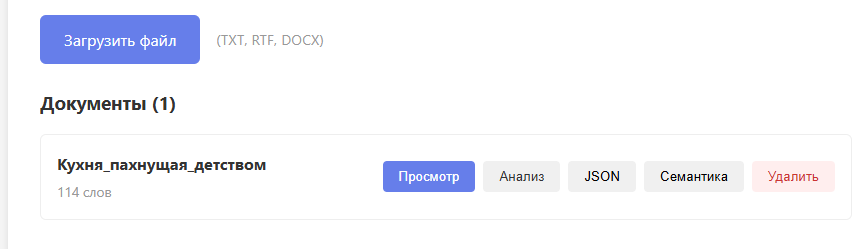 Загрузить файл (TXT, RTF, DOCX)
Документы (1)
Кухня_пахнущая_детством
114 слов
Просмотр Анализ JSON Семантика Удалить